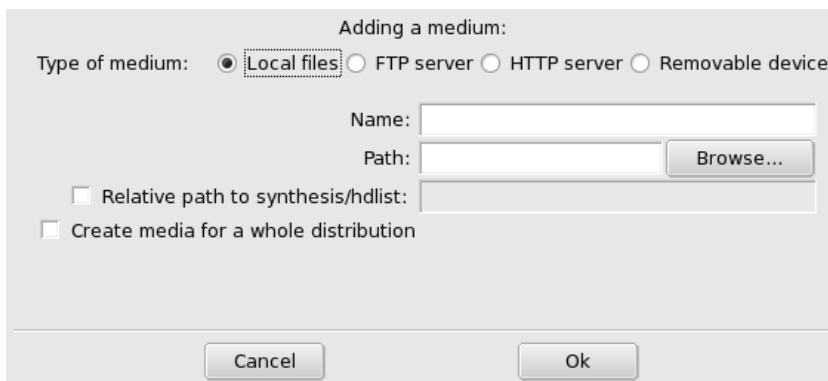 Adding a medium:
Type of medium: Local files FTP server HTTP server Removable device
Name:
Path: Browse...
Relative path to synthesis/hdlist:
Create media for a whole distribution
Cancel Ok